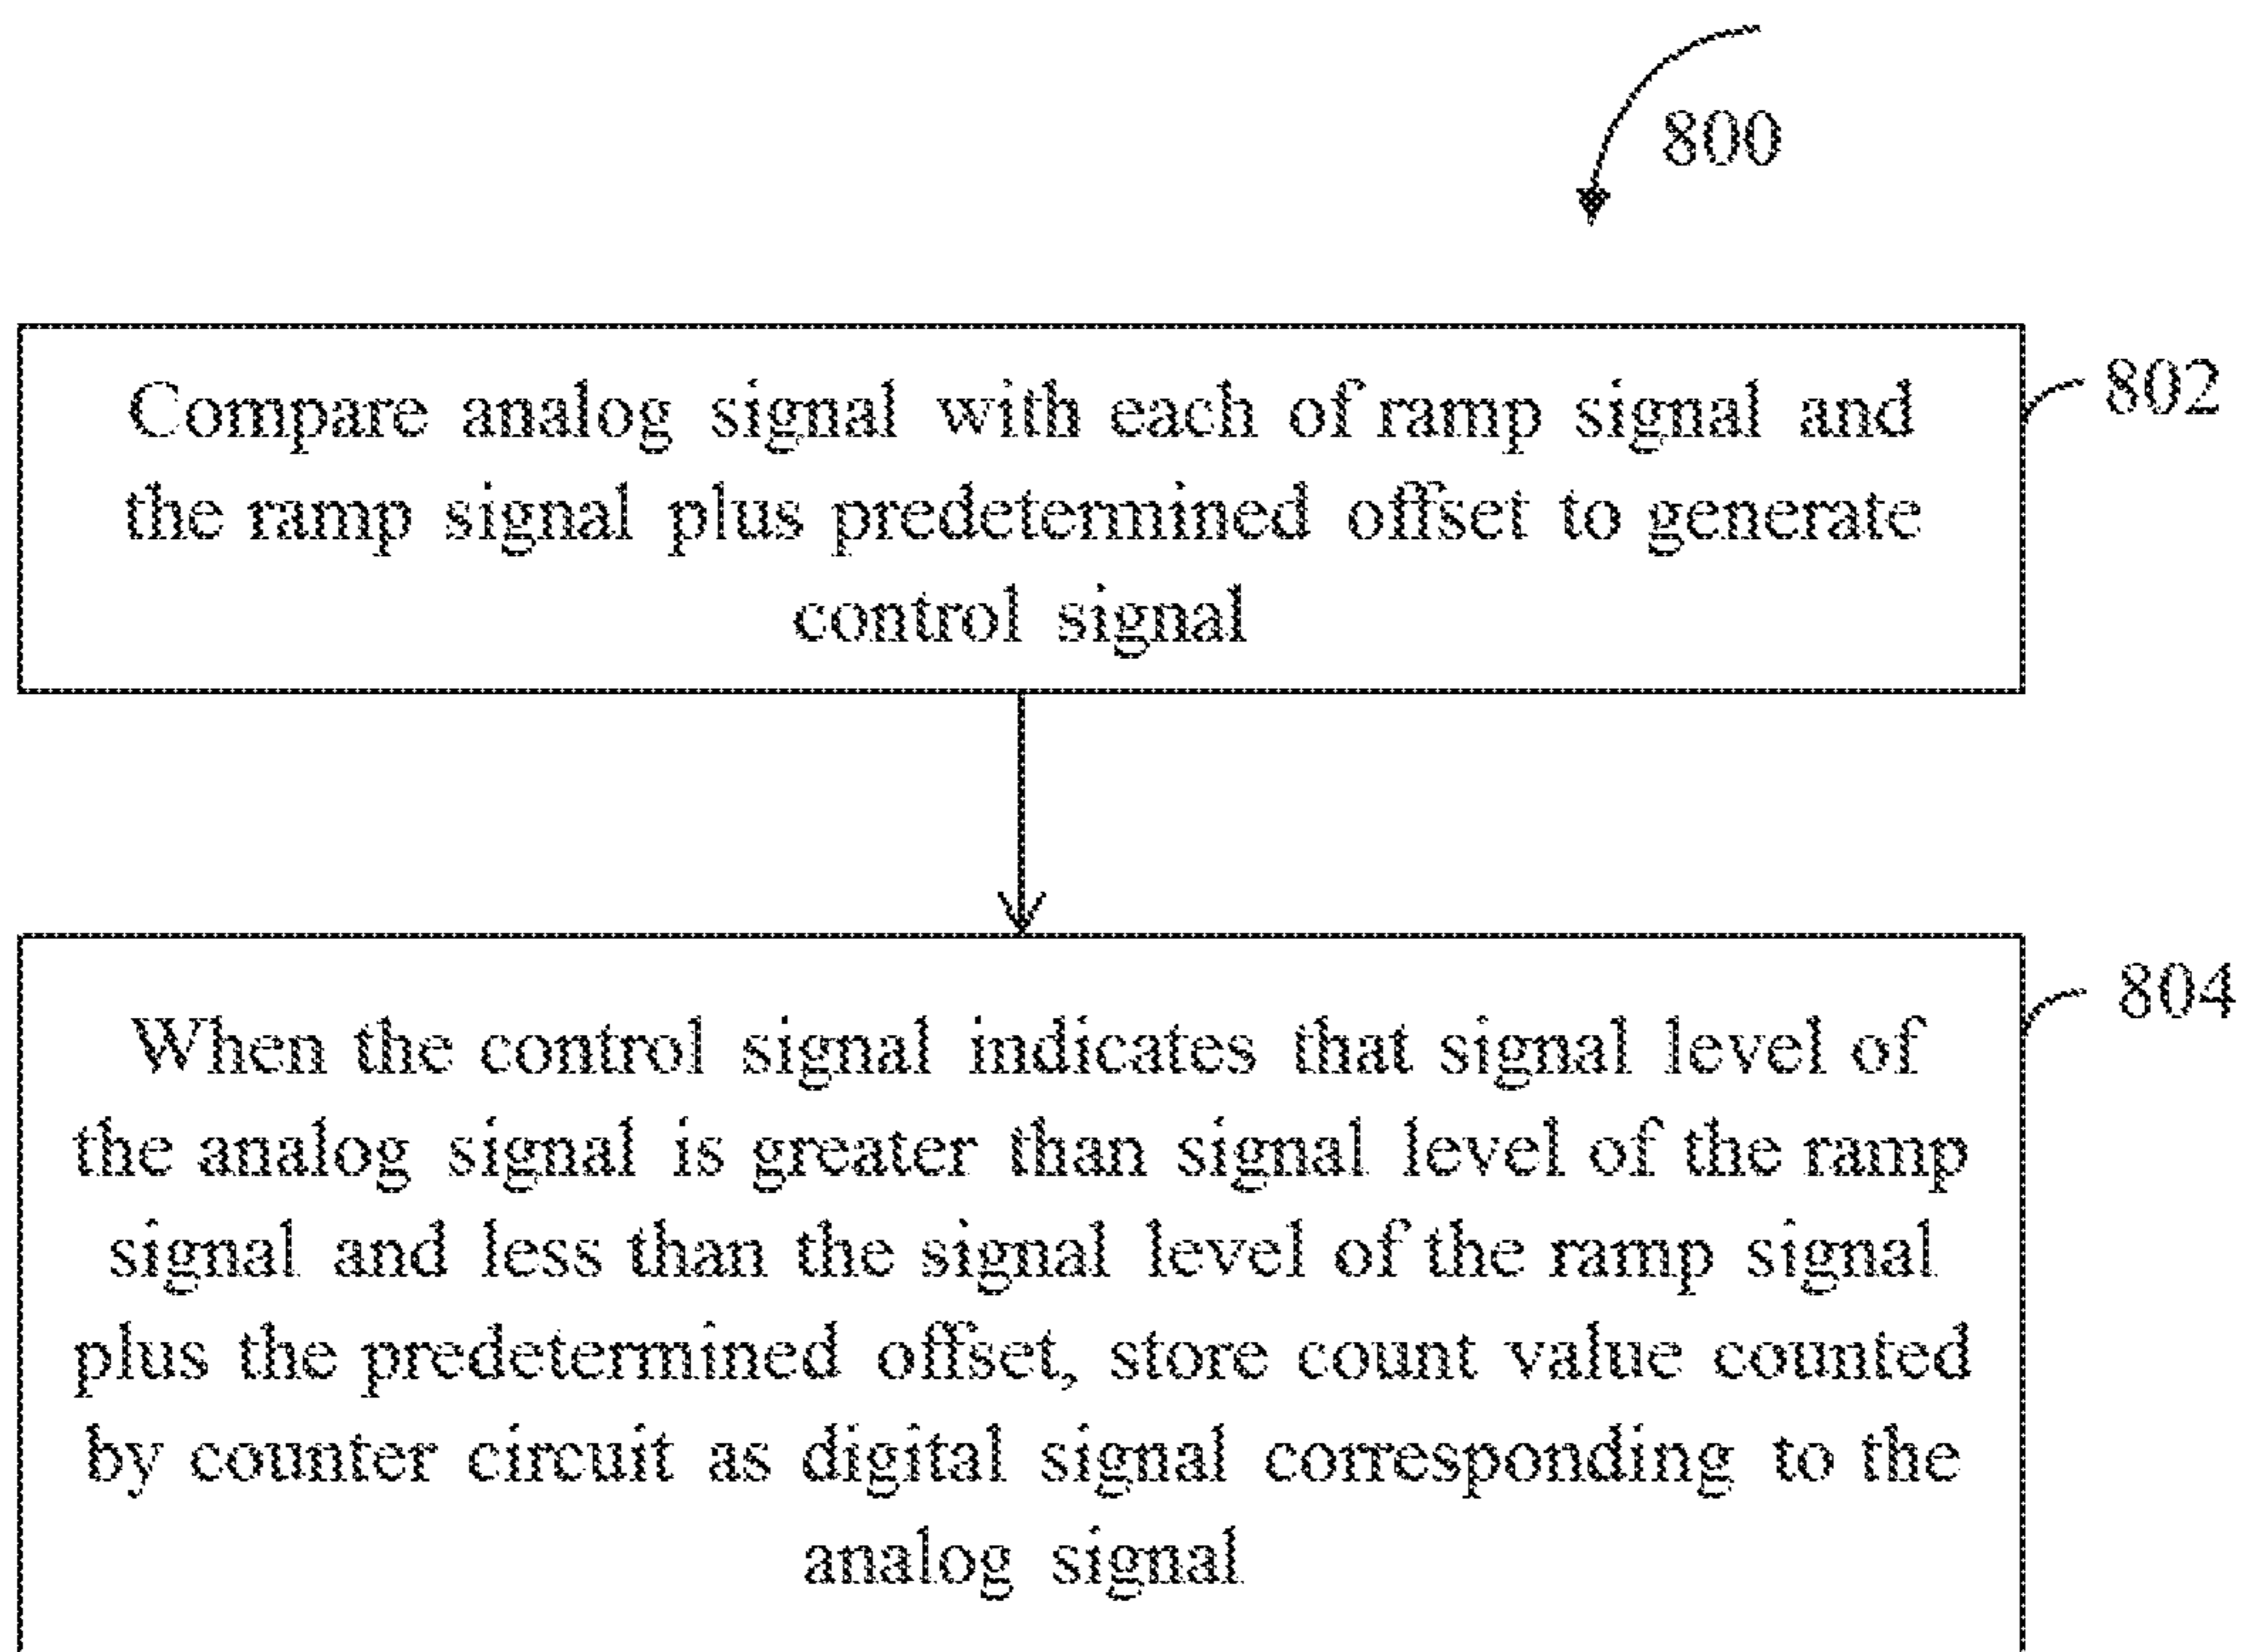 800
Compare analog signal with each of ramp signal and
802
the ramp signal plus predetermined offset to generate
control signal
804
When the control signal indicates that signal level of
the analog signal is greater than signal level of the ramp
signal and less than the signal level of the ramp signal
plus the predetermined offset, store count value counted
by counter circuit as digital signal corresponding to the
analog signal